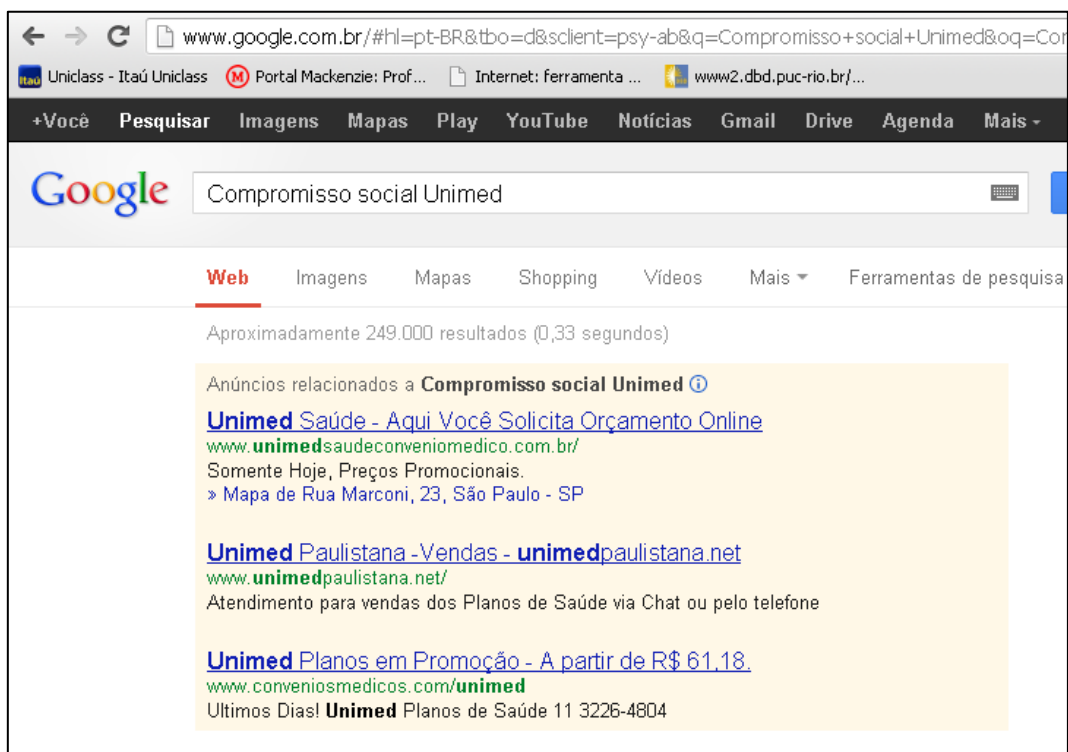 www.google.com.br/#hl=pt-BR&tbo=d&sclient=psy-ab&q=Compromisso+social+Unimed&oq=Cor
Itaú Uniclass - Itaú Uniclass Portal Mackenzie: Prof... Internet: ferramenta ... www2.dbd.puc-rio.br/...
+Você Pesquisar Imagens Mapas Play YouTube Notícias Gmail Drive Agenda Mais
Google Compromisso social Unimed
Web Imagens Mapas Shopping Vídeos Mais Ferramentas de pesquisa
Aproximadamente 249.000 resultados (0,33 segundos)
Anúncios relacionados a Compromisso social Unimed
Unimed Saúde - Aqui Você Solicita Orçamento Online
www.unimedsaudeconveniomedico.com.br/
Somente Hoje, Preços Promocionais.
» Mapa de Rua Marconi, 23, São Paulo - SP
Unimed Paulistana -Vendas - unimedpaulistana.net
www.unimedpaulistana.net/
Atendimento para vendas dos Planos de Saúde via Chat ou pelo telefone
Unimed Planos em Promoção - A partir de R$ 61,18.
www.conveniosmedicos.com/unimed
Ultimos Dias! Unimed Planos de Saúde 11 3226-4804